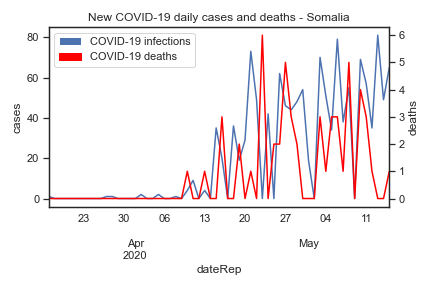 New COVID-19 daily cases and deaths - Somalia
COVID-19 infections
COVID-19 deaths
80
60
40
20
0
cases
6
5
4
3
2
1
0
deaths
23 30 06 13 20 27 04 11
Apr May
2020
dateRep